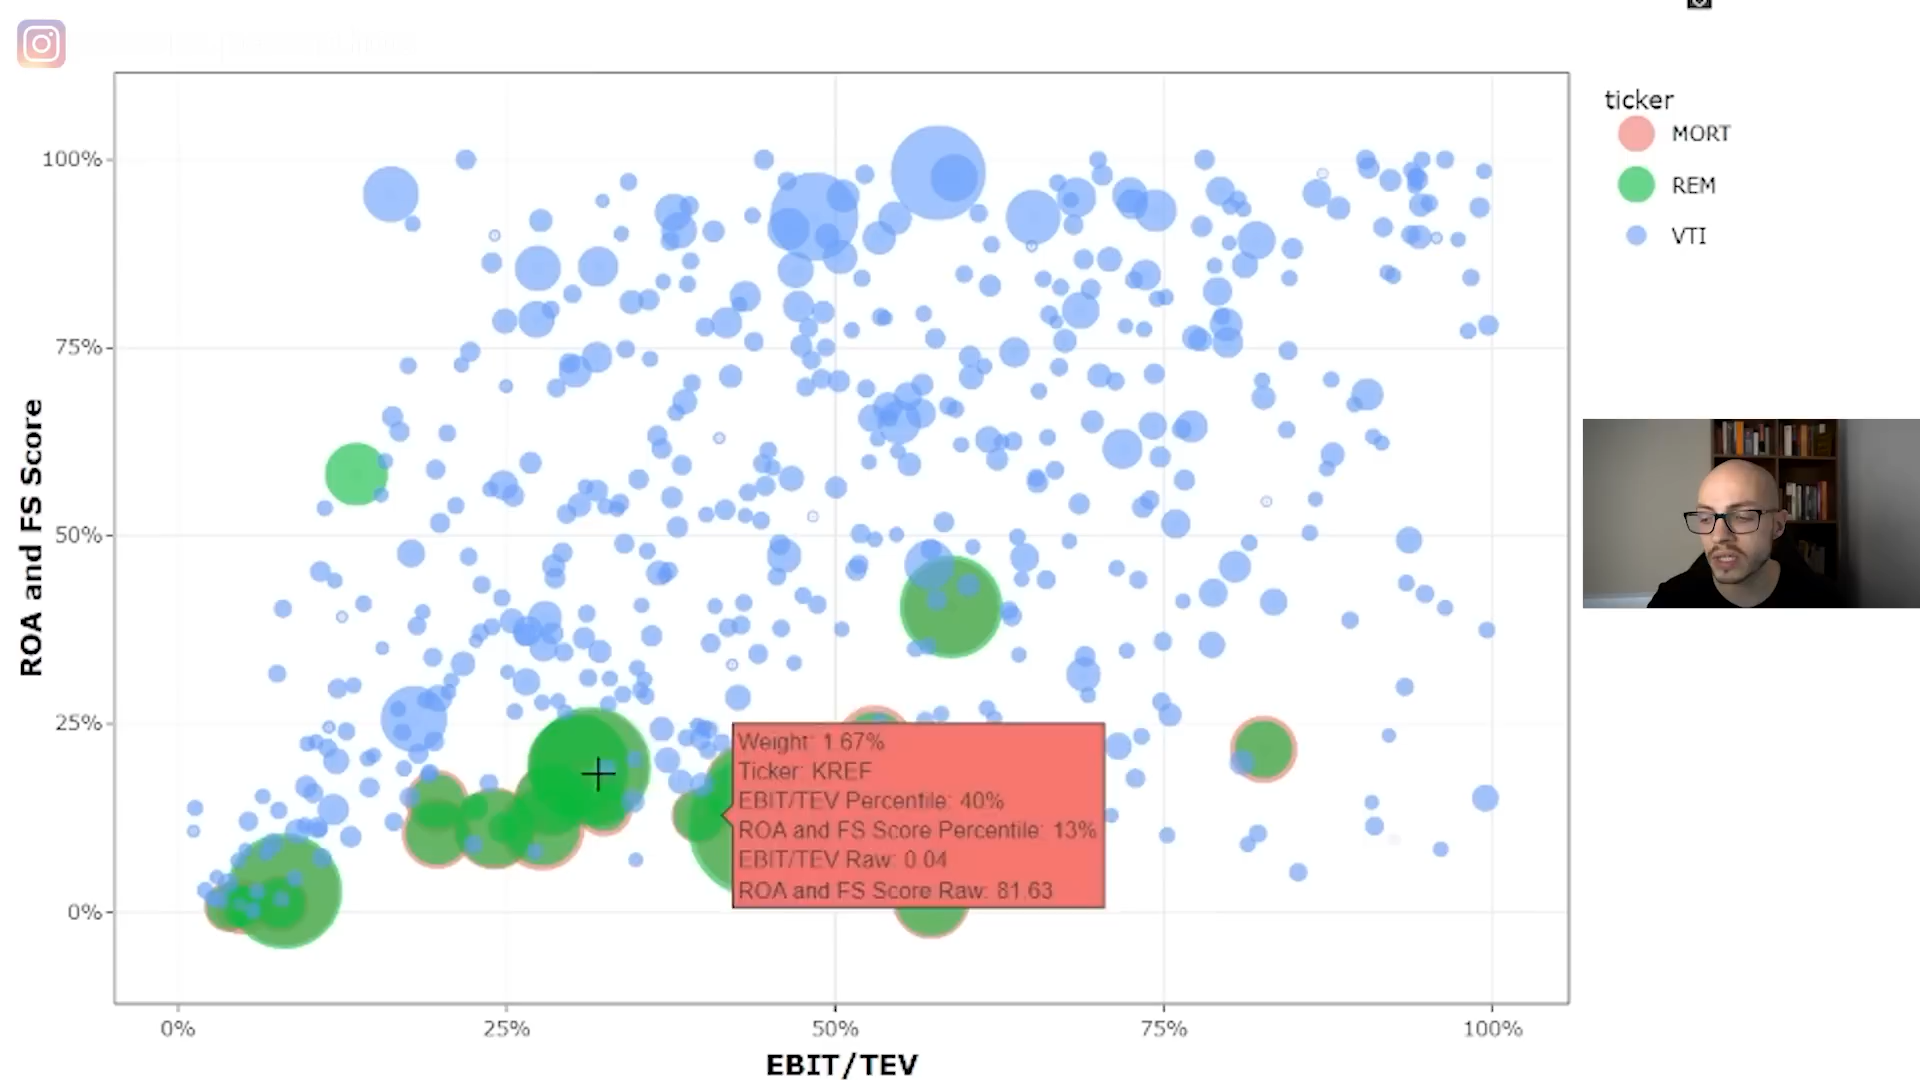 ticker
MORT
REM
VTI
100%
75%
50%
25%
0%
ROA and FS Score
Weight: 1.67%
Ticker: KREF
EBIT/TEV Percentile: 40%
ROA and FS Score Percentile: 13%
EBIT/TEV Raw: 0.04
ROA and FS Score Raw: 81.63
0%
25%
50%
75%
100%
EBIT/TEV